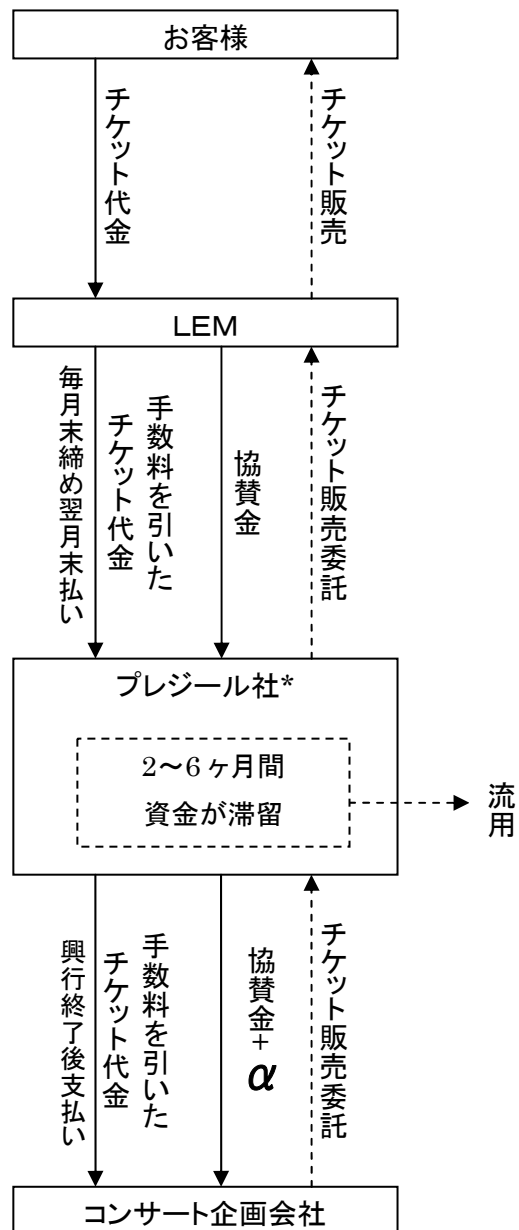 お客様
チケット代金
チケット販売
LEM
毎月末締め翌月末払い
手数料を引いた
チケット代金
協賛金
チケット販売委託
プレジール社*
2～6ヶ月間
資金が滞留
流用
興行終了後支払い
手数料を引いた
チケット代金
協賛金+α
チケット販売委託
コンサート企画会社